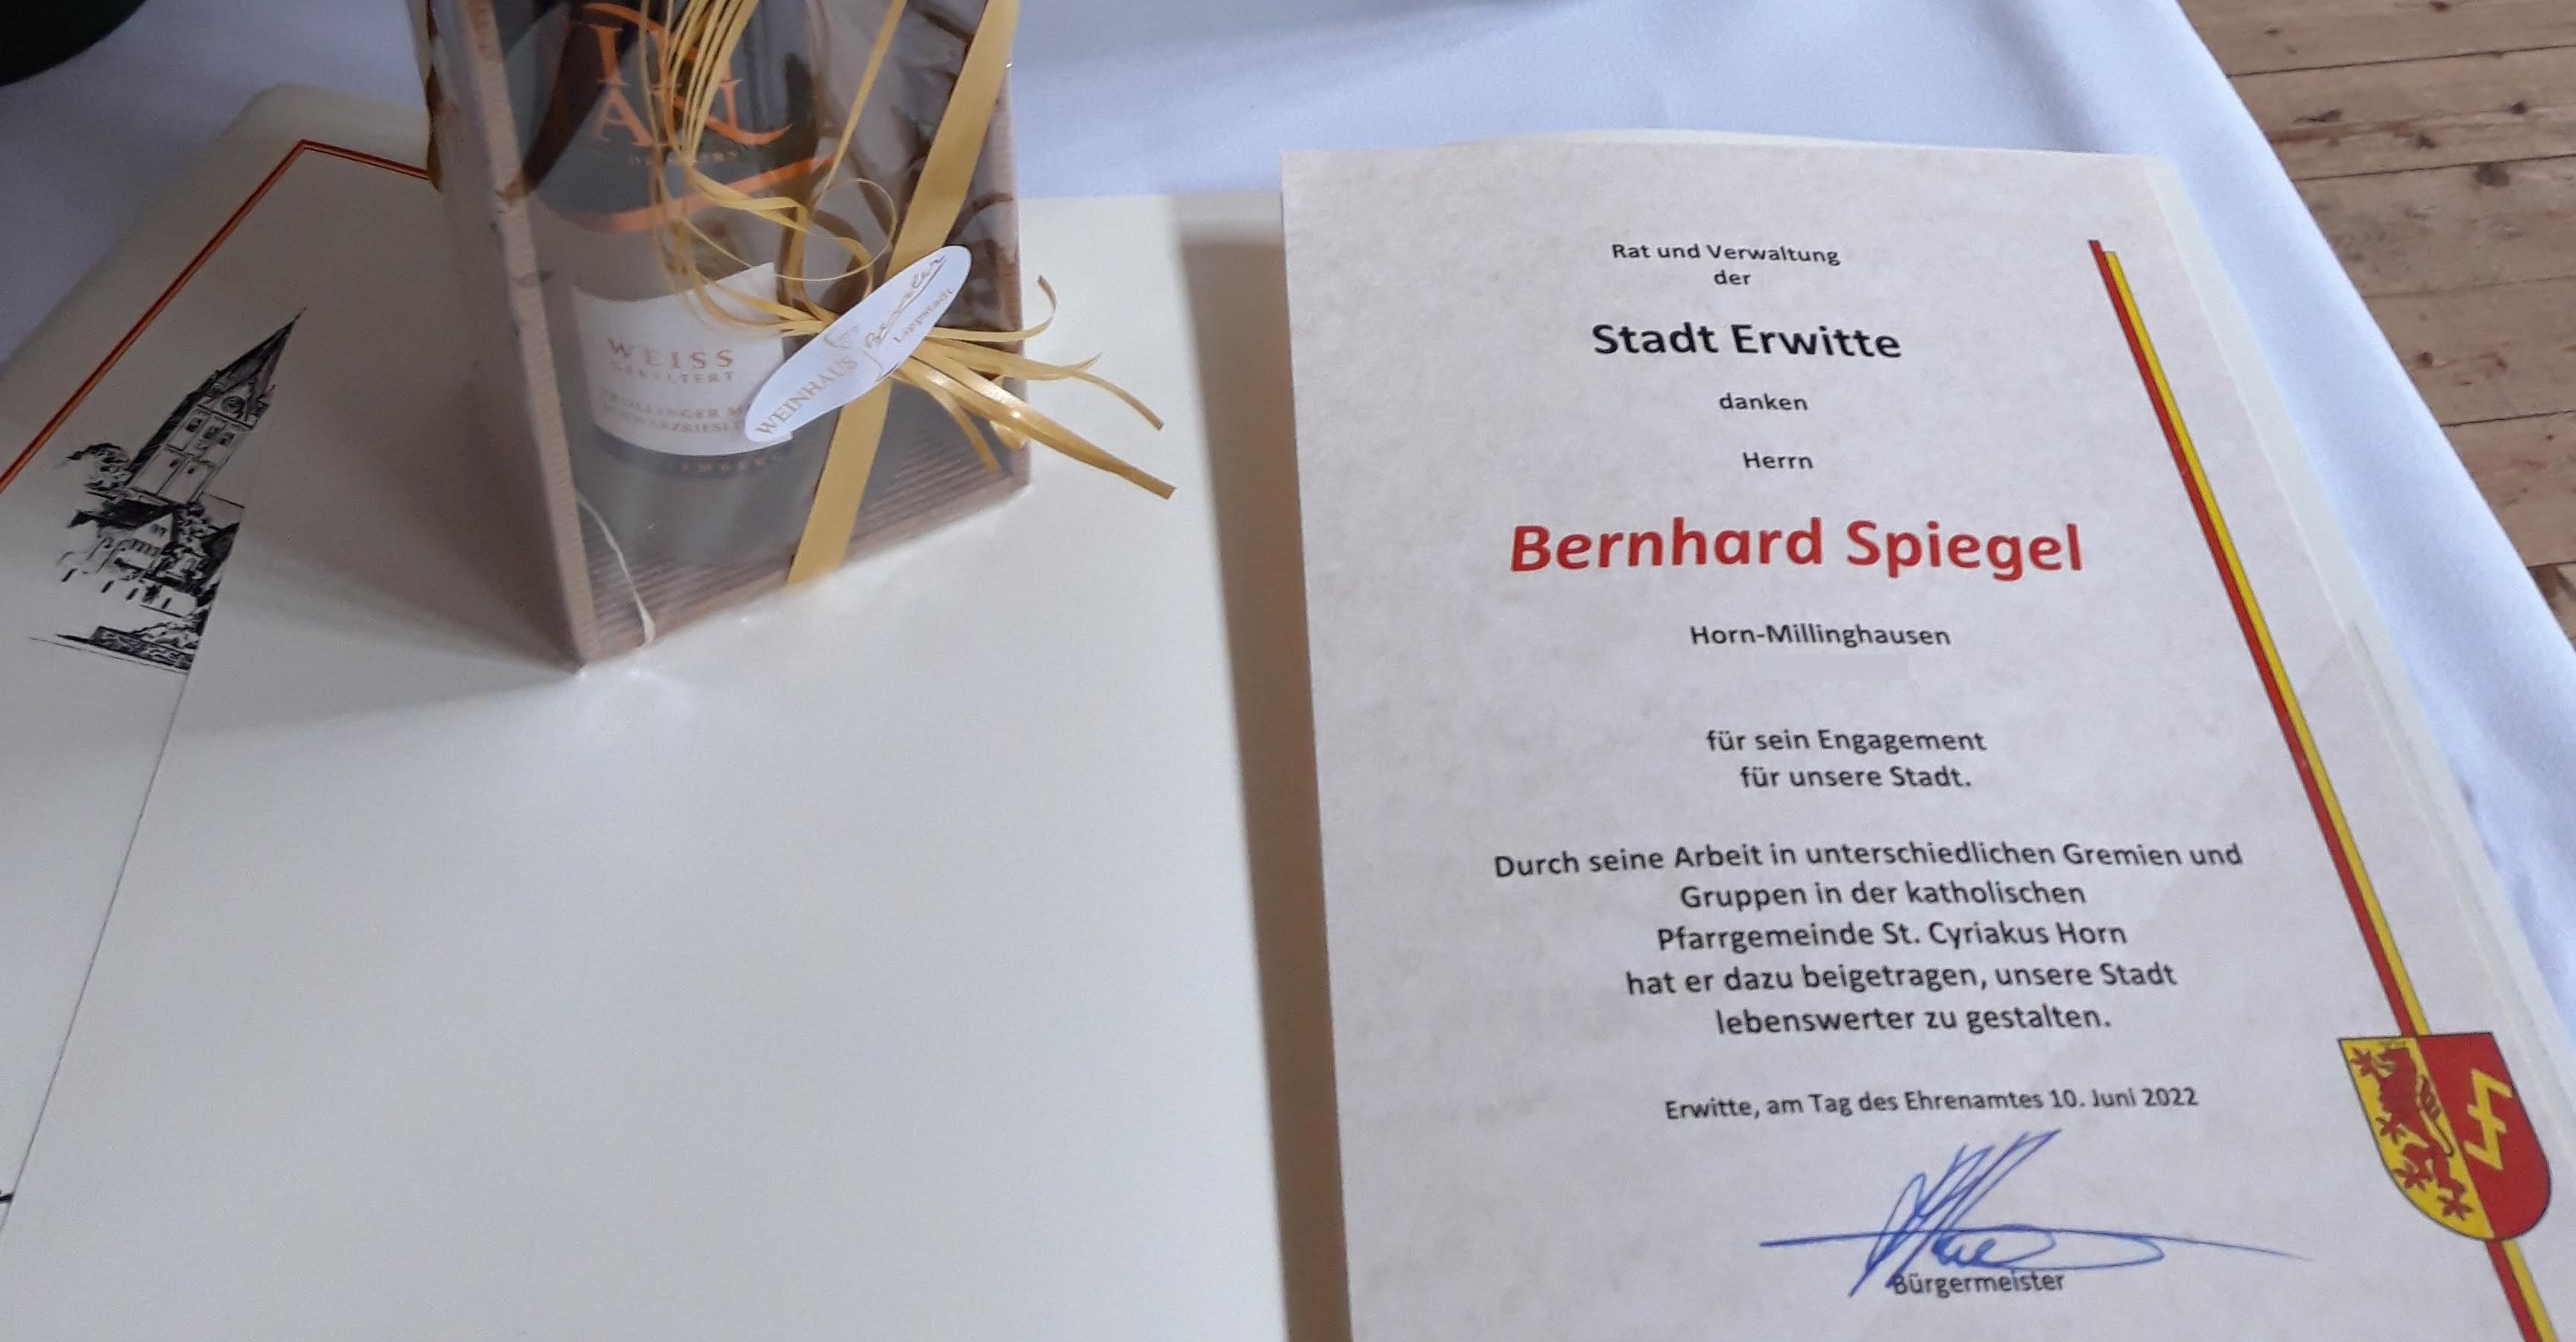 WEISS
GEKELTERT
WEINHAUS
Lippstadt
Rat und Verwaltung
der
Stadt Erwitte
danken
Herrn
Bernhard Spiegel
Horn-Millinghausen
für sein Engagement
für unsere Stadt.
Durch seine Arbeit in unterschiedlichen Gremien und
Gruppen in der katholischen
Pfarrgemeinde St. Cyriakus Horn
hat er dazu beigetragen, unsere Stadt
lebenswerter zu gestalten.
Erwitte, am Tag des Ehrenamtes 10. Juni 2022
Bürgermeister